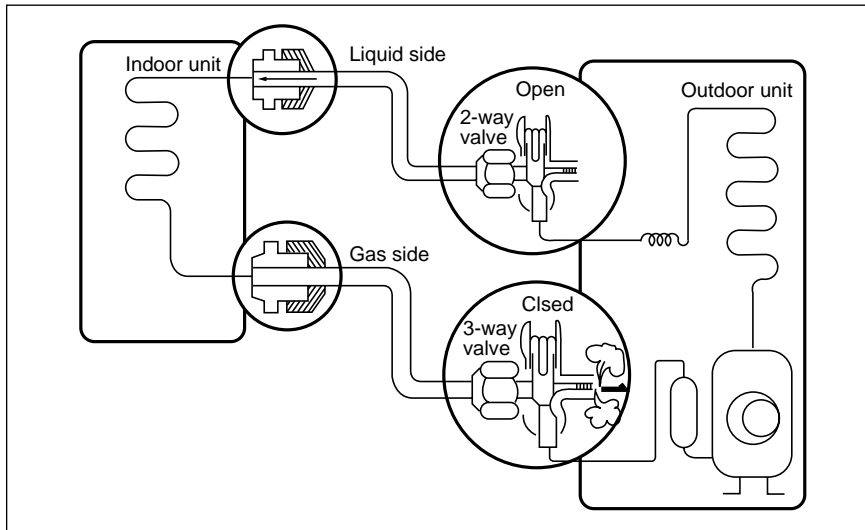 Indoor unit
Liquid side
Open
2-way
valve
Outdoor unit
Gas side
Clsed
3-way
valve